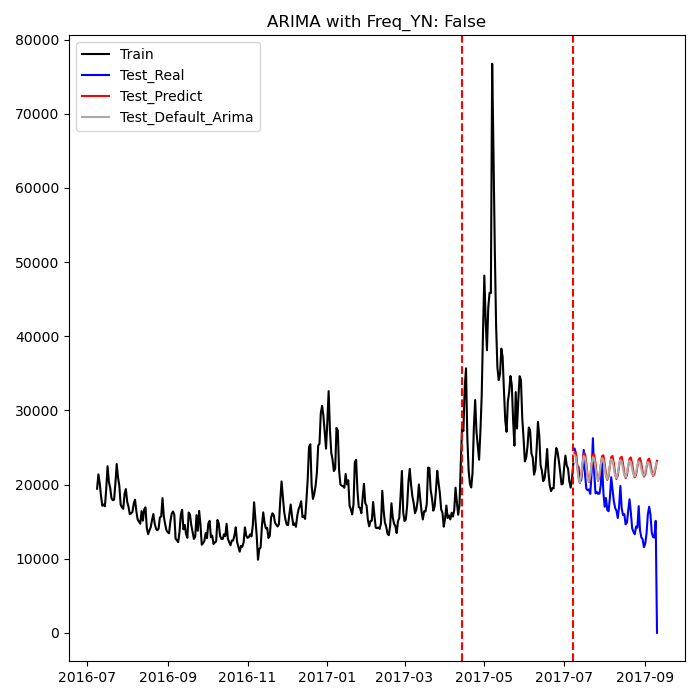 ARIMA with Freq_YN: False
Train
Test_Real
Test_Predict
Test_Default_Arima
80000
70000
60000
50000
40000
30000
20000
10000
0
2016-07 2016-09 2016-11 2017-01 2017-03 2017-05 2017-07 2017-09